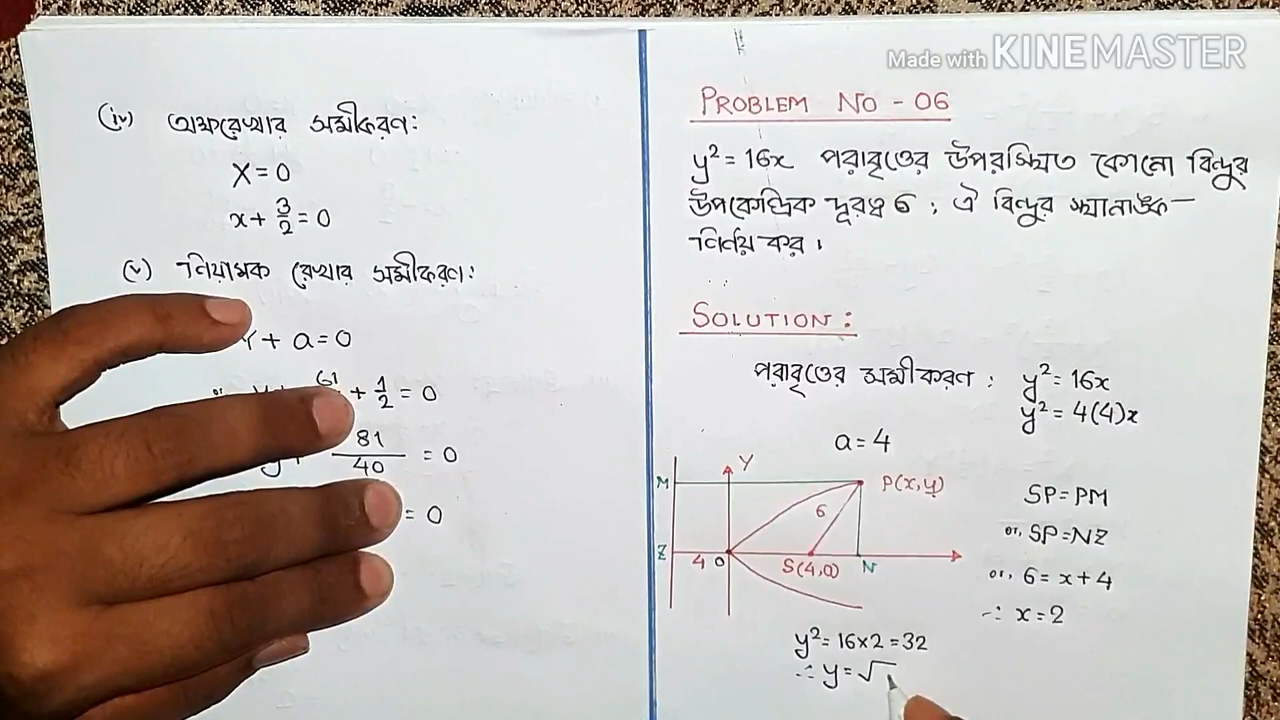 Made with KINEMASTER
(iv) অক্ষরেখার সমীকরণ:
X = 0
x + 3/2 = 0
(v) নিয়ামক রেখার সমীকরণ:
Y + a = 0
61 + 1/2 = 0
81/40 = 0
= 0
PROBLEM NO - 06
y² = 16x পরাবৃত্তের উপরস্থিত কোনো বিন্দুর
উপকেন্দ্রিক দূরত্ব 6 ; ঐ বিন্দুর স্থানাঙ্ক—
নির্ণয় কর।
SOLUTION:
পরাবৃত্তের সমীকরণ: y² = 16x
y² = 4(4)x
a = 4
M
Y
P(x, y)
6
Z
4
O
S(4,0)
N
SP = PM
or, SP = NZ
or, 6 = x + 4
∴ x = 2
y² = 16×2 = 32
∴ y = √